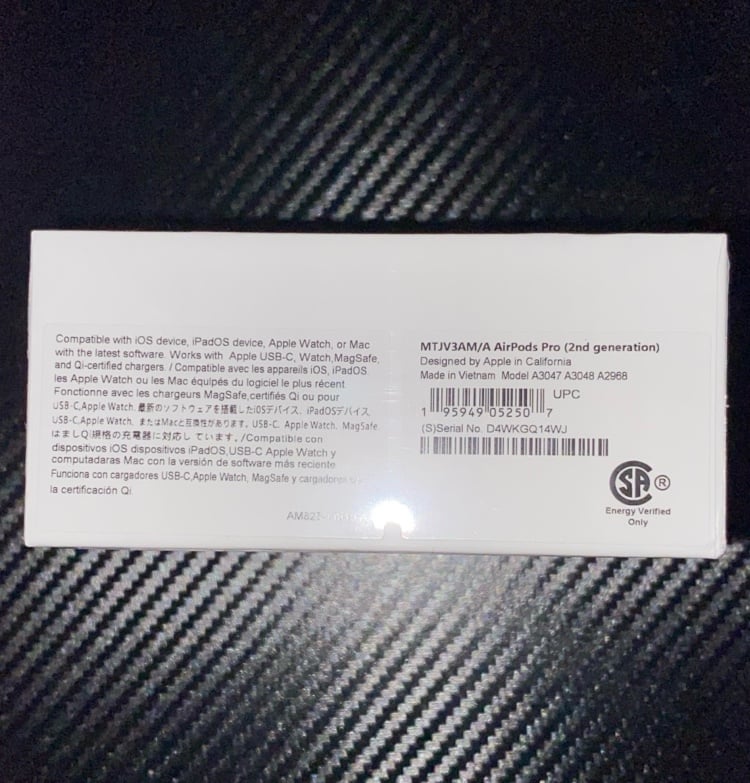 Compatible with iOS device, iPadOS device, Apple Watch, or Mac
with the latest software. Works with Apple USB-C, Watch,MagSafe,
and Qi-certified chargers. / Compatible avec les appareils iOS, iPadOS
les Apple Watch ou les Mac équipés du logiciel le plus récent.
Fonctionne avec les chargeurs MagSafe,certifiés Qi ou pour
USB-C,Apple Watch. 最新のソフトウェアを搭載したiOSデバイス、iPadOSデバイス
USB-C,Apple Watch、またはMacと互換性があります。USB-C、Apple Watch、MagSafe
はましQi規格の充電器に対応しています。/Compatible con
dispositivos iOS dispositivos iPadOS,USB-C Apple Watch y
computadaras Mac con la versión de software más reciente.
Funciona con cargadores USB-C,Apple Watch, MagSafe y cargadores
la certificación Qi.
MTJV3AM/A AirPods Pro (2nd generation)
Designed by Apple in California
Made in Vietnam Model A3047 A3048 A2968
UPC
1 95949 05250 7
(S)Serial No. D4WKGQ14WJ
SA®
Energy Verified
Only